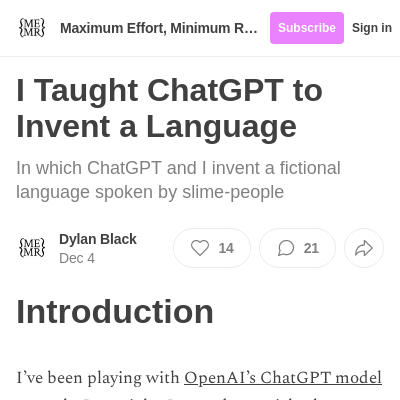 {ME}
{MR}
Maximum Effort, Minimum R…
Subscribe
Sign in
I Taught ChatGPT to
Invent a Language
In which ChatGPT and I invent a fictional
language spoken by slime-people
{ME}
{MR}
Dylan Black
Dec 4
14
21
Introduction
I’ve been playing with OpenAI’s ChatGPT model